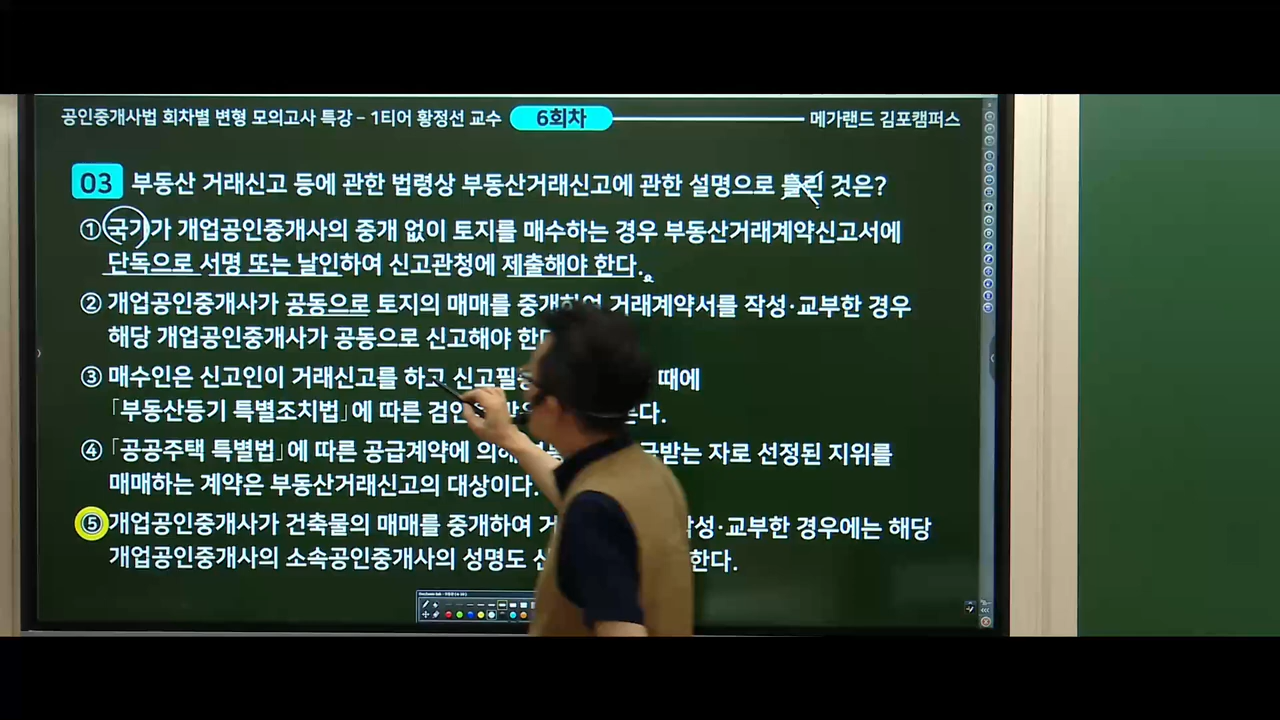 공인중개사법 회차별 변형 모의고사 특강 – 1티어 황정선 교수 6회차 메가랜드 김포캠퍼스
03 부동산 거래신고 등에 관한 법령상 부동산거래신고에 관한 설명으로 틀린 것은?
① 국가가 개업공인중개사의 중개 없이 토지를 매수하는 경우 부동산거래계약신고서에
단독으로 서명 또는 날인하여 신고관청에 제출해야 한다.
② 개업공인중개사가 공동으로 토지의 매매를 중개하여 거래계약서를 작성·교부한 경우
해당 개업공인중개사가 공동으로 신고해야 한
③ 매수인은 신고인이 거래신고를 하고 신고필 때에
「부동산등기 특별조치법」에 따른 검인 다.
④ 「공공주택 특별법」에 따른 공급계약에 의해 받는 자로 선정된 지위를
매매하는 계약은 부동산거래신고의 대상이다.
⑤ 개업공인중개사가 건축물의 매매를 중개하여 작성·교부한 경우에는 해당
개업공인중개사의 소속공인중개사의 성명도 한다.